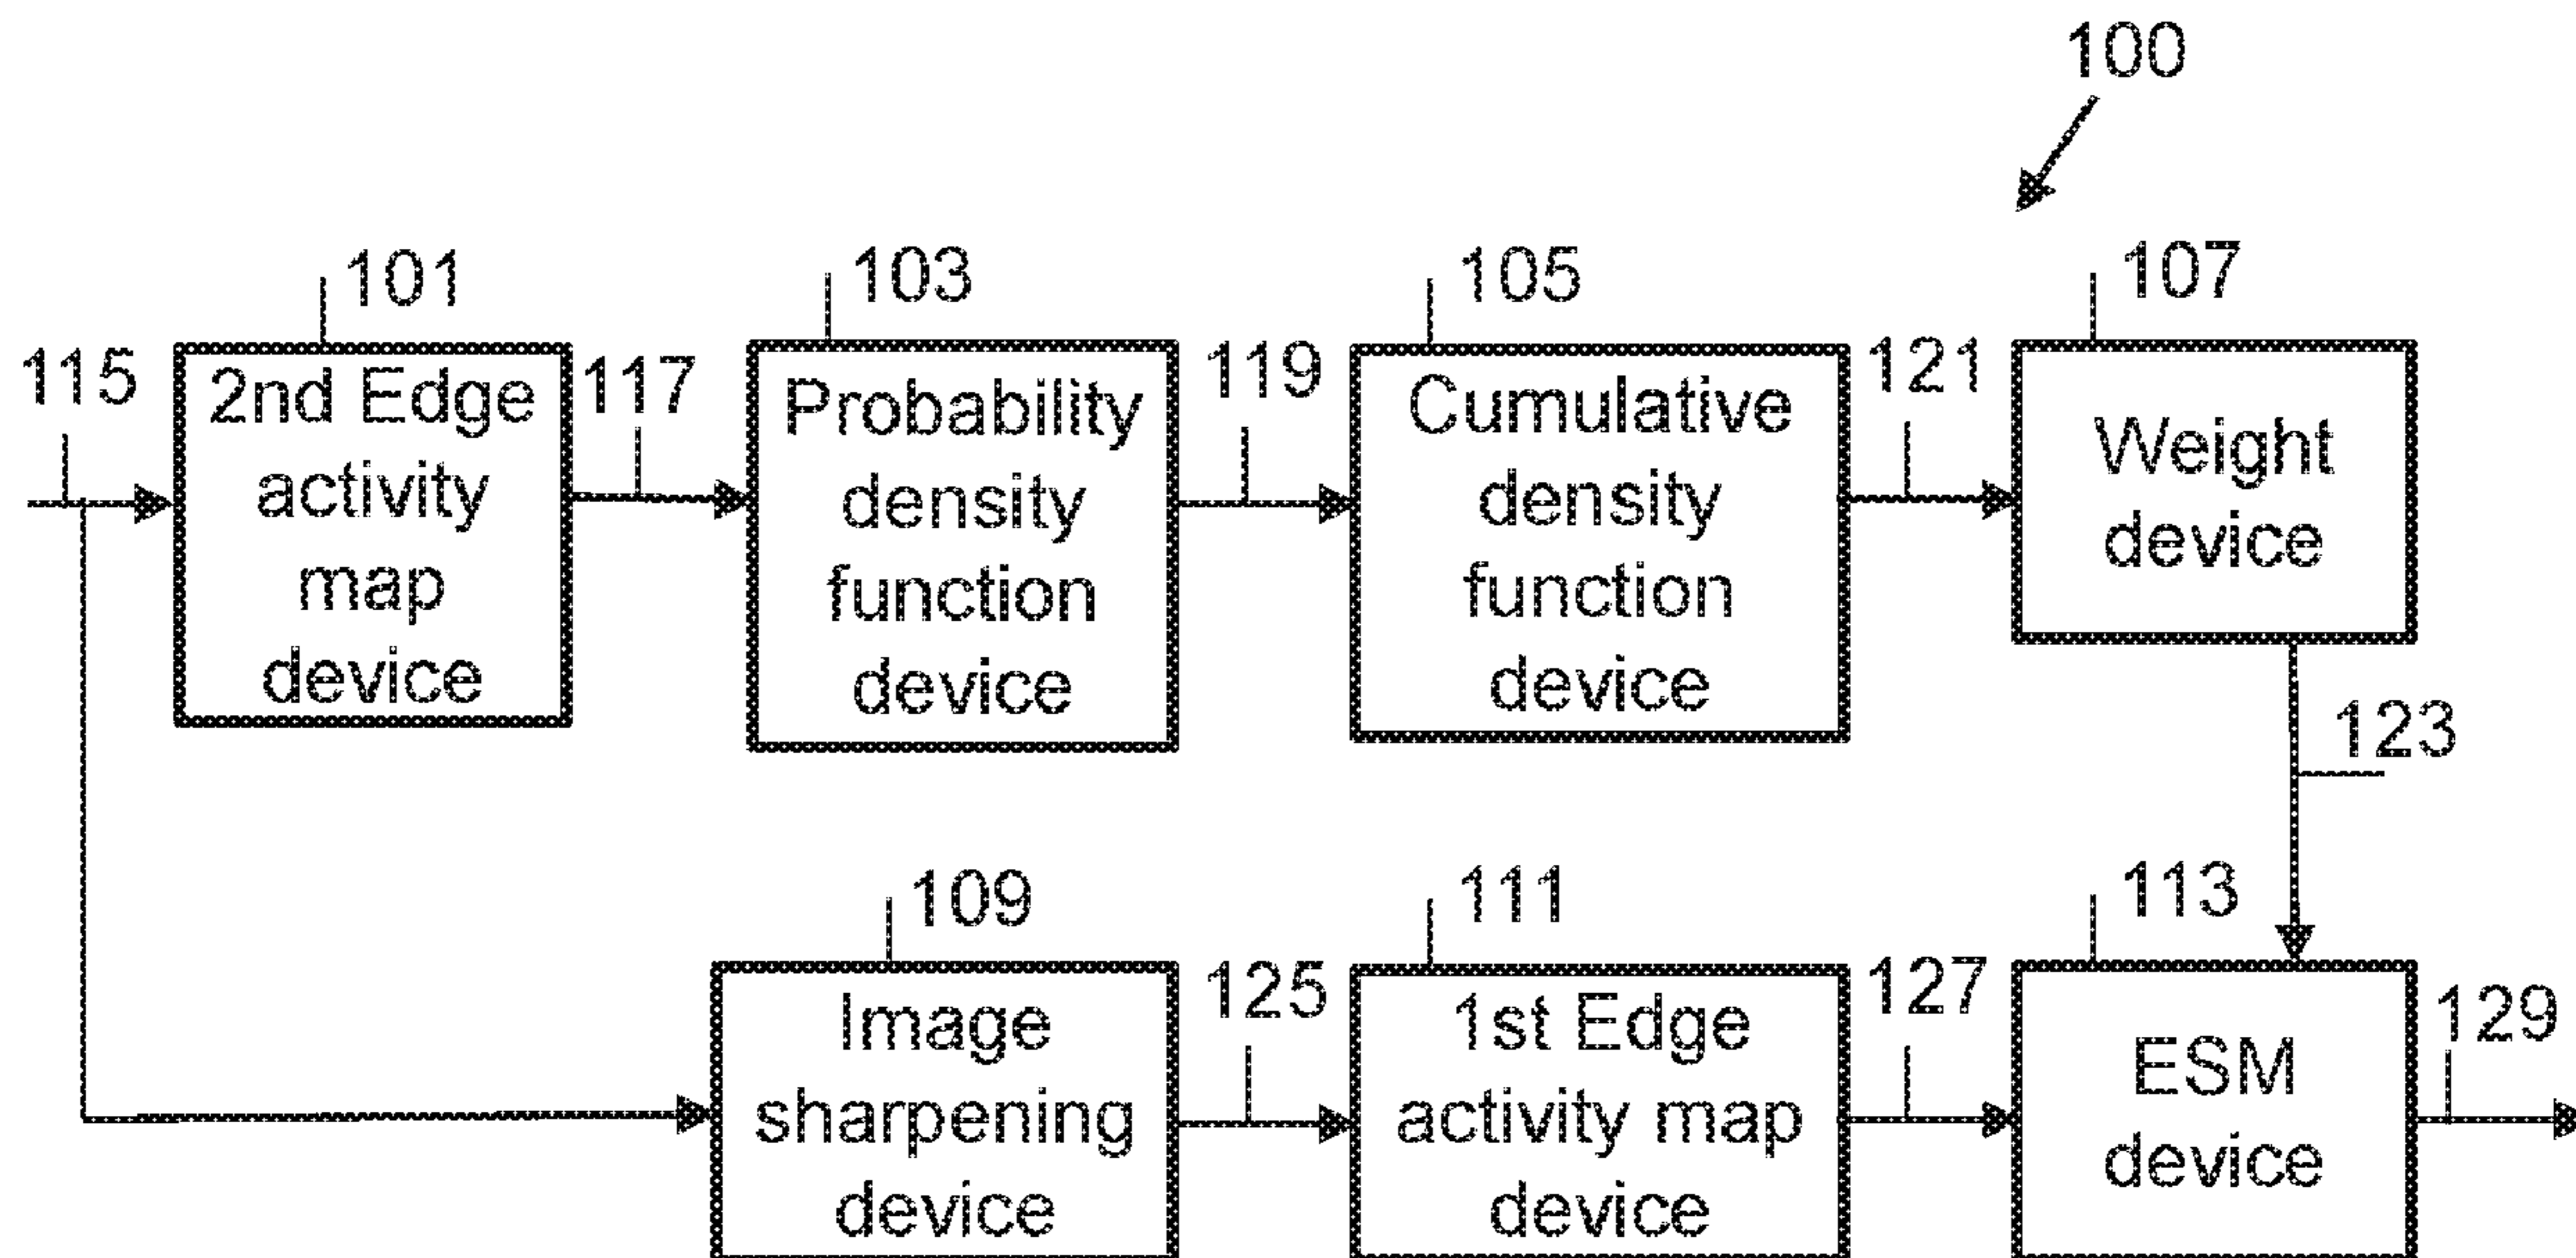 100
101
103
105
107
115
2nd Edge
activity
map
device
117
Probability
density
function
device
119
Cumulative
density
function
device
121
Weight
device
123
109
111
113
Image
sharpening
device
125
1st Edge
activity map
device
127
ESM
device
129